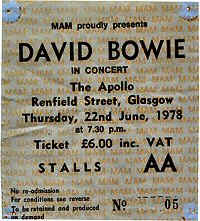 MAM proudly presents
DAVID BOWIE
IN CONCERT
The Apollo
Renfield Street, Glasgow
Thursday, 22nd June, 1978
at 7.30 p.m.
Ticket £6.00 inc. VAT
STALLS AA
No re-admission
For conditions see reverse
To be retained and produced
on demand
No 05